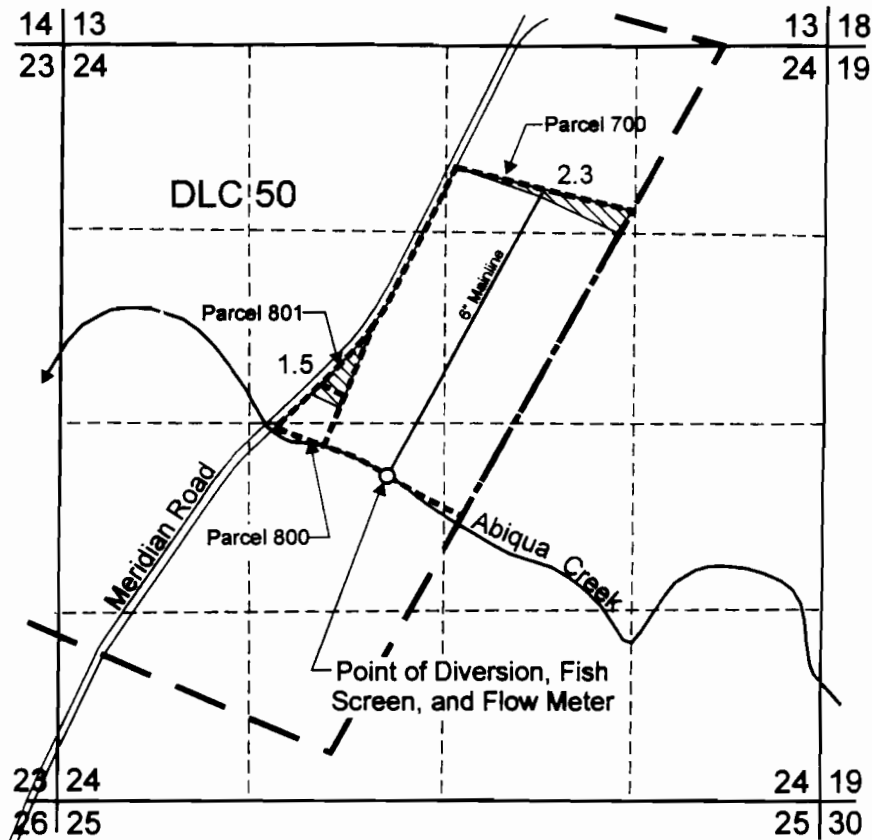 14 13
13 18
23 24
24 19
Parcel 700
2.3
DLC 50
6" Mainline
Parcel 801
1.5
Meridian Road
Parcel 800
Abiqua Creek
Point of Diversion, Fish
Screen, and Flow Meter
23 24
24 19
26 25
25 30